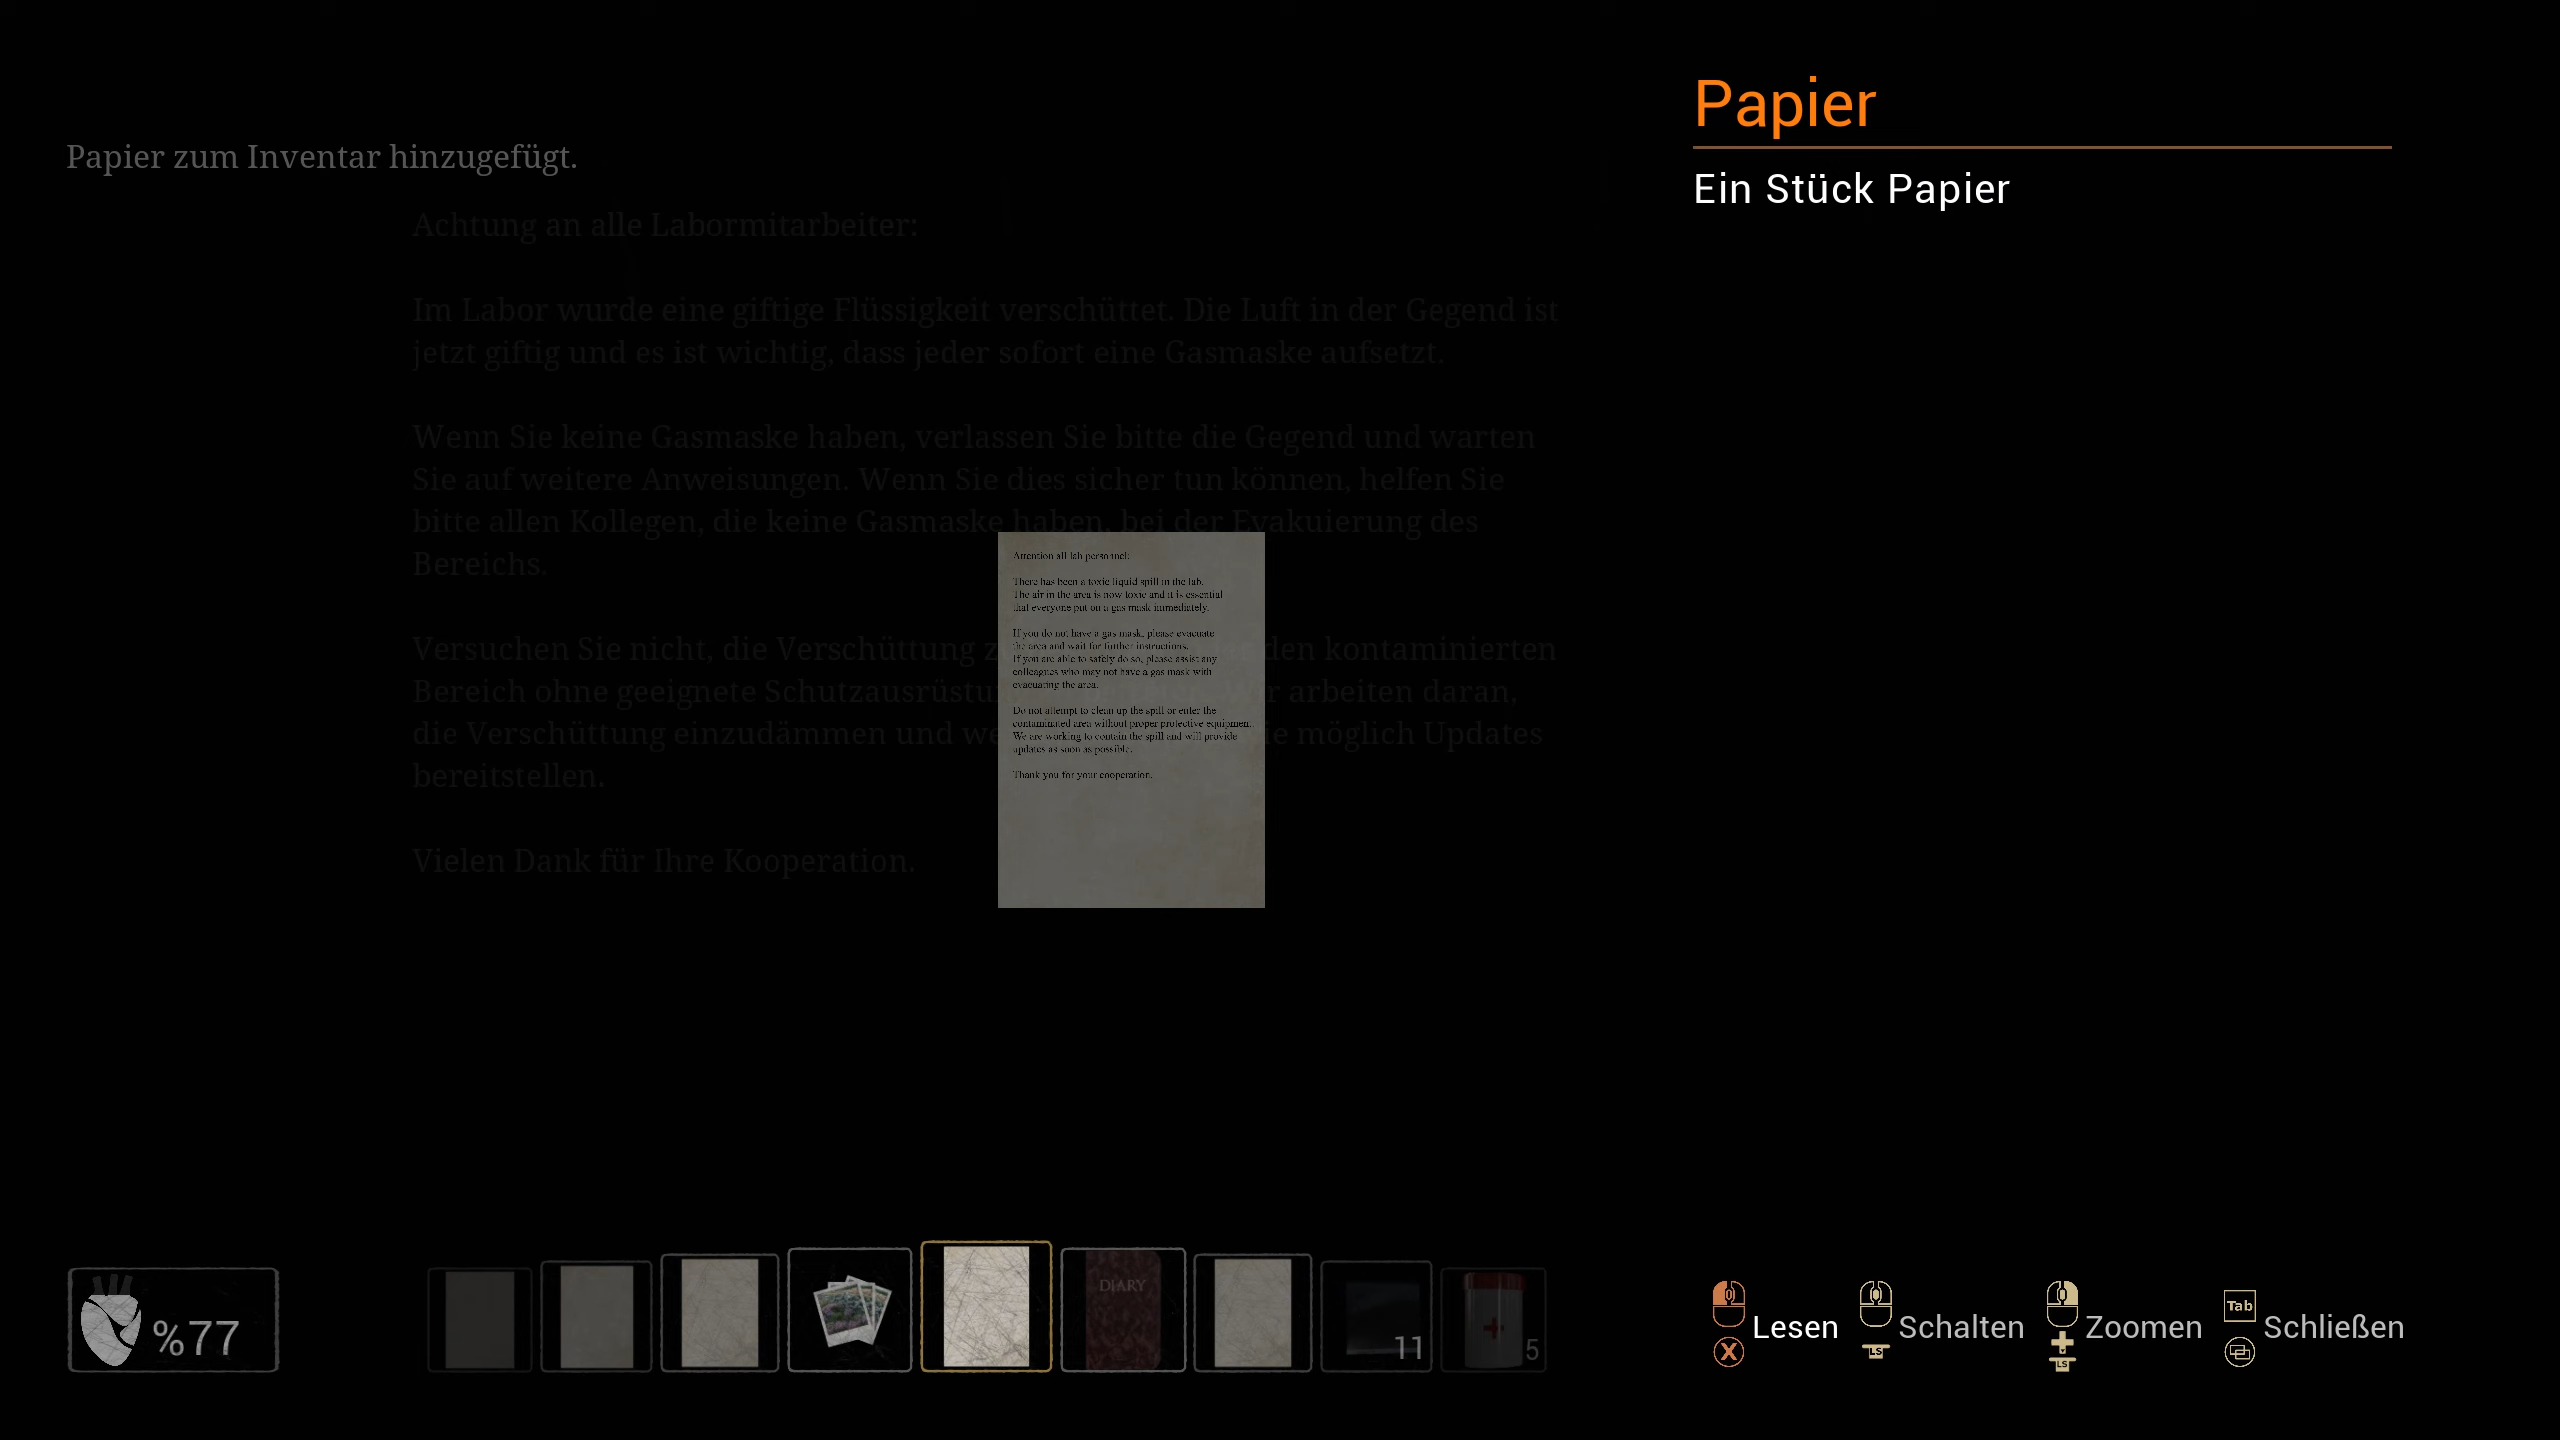 Papier
Ein Stück Papier
Papier zum Inventar hinzugefügt.
Achtung an alle Labormitarbeiter:
Im Labor wurde eine giftige Flüssigkeit verschüttet. Die Luft in der Gegend ist
jetzt giftig und es ist wichtig, dass jeder sofort eine Gasmaske aufsetzt.
Wenn Sie keine Gasmaske haben, verlassen Sie bitte die Gegend und warten
Sie auf weitere Anweisungen. Wenn Sie dies sicher tun können, helfen Sie
bitte allen Kollegen, die keine Gasmaske haben, bei der Evakuierung des
Bereichs.
Versuchen Sie nicht, die Verschüttung den kontaminierten
Bereich ohne geeignete arbeiten daran,
die Verschüttung einzudämmen und möglich Updates
bereitstellen.
Vielen Dank für Ihre Kooperation.
Attention all lab personnel:
There has been a toxic liquid spill in the lab.
The air in the area is now toxic and it is essential
that everyone put on a gas mask immediately.
If you do not have a gas mask, please evacuate
the area and wait for further instructions.
If you are able to safely do so, please assist any
colleagues who may not have a gas mask with
evacuating the area.
Do not attempt to clean up the spill or enter the
contaminated area without proper protective equipment.
We are working to contain the spill and will provide
updates as soon as possible.
Thank you for your cooperation.
DIARY
%77
11
5
Lesen
X
Schalten
LS
Zoomen
LS
Tab
Schließen